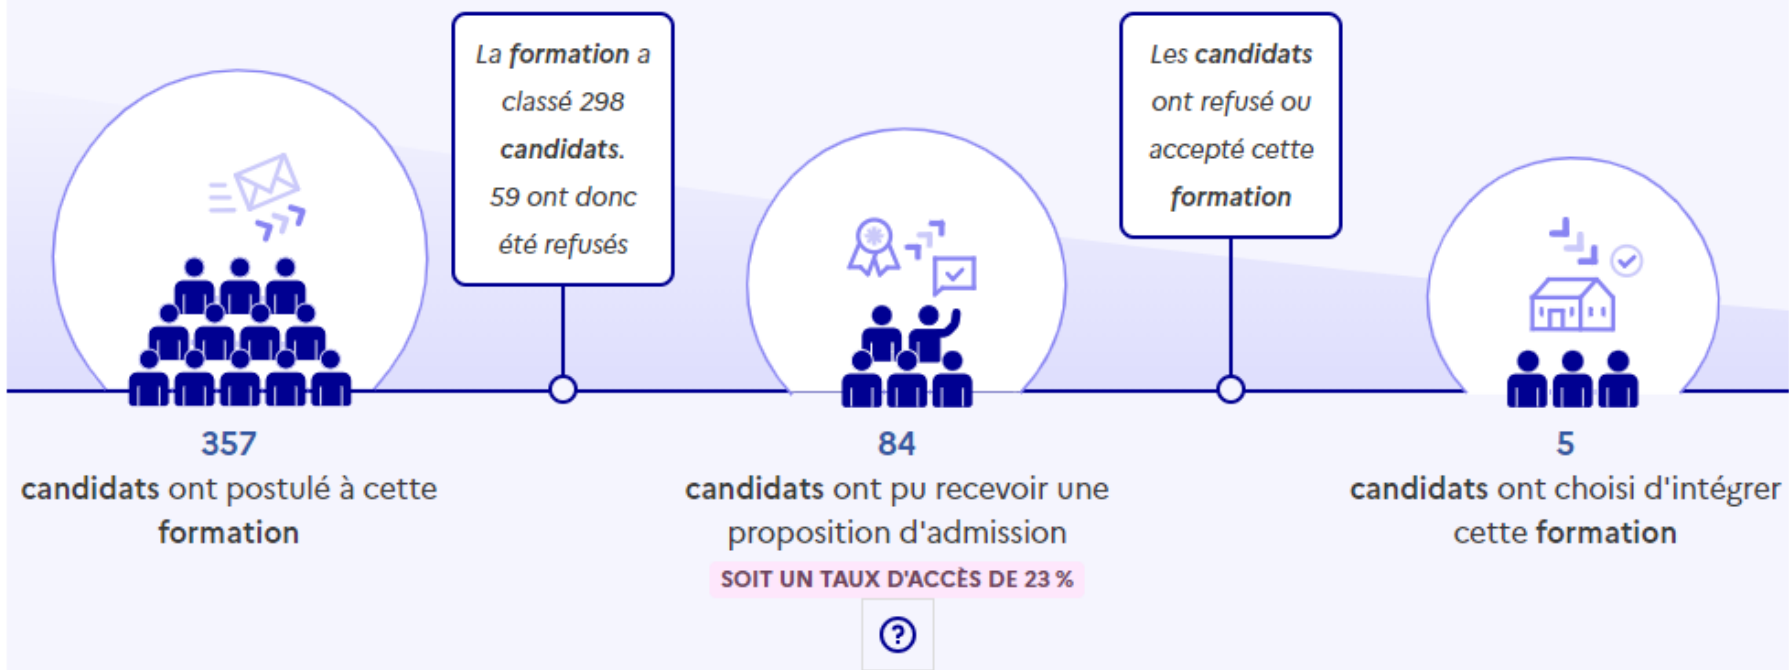 La formation a
classé 298
candidats.
59 ont donc
été refusés
Les candidats
ont refusé ou
accepté cette
formation
357
candidats ont postulé à cette
formation
84
candidats ont pu recevoir une
proposition d'admission
SOIT UN TAUX D'ACCÈS DE 23 %
?
5
candidats ont choisi d'intégrer
cette formation